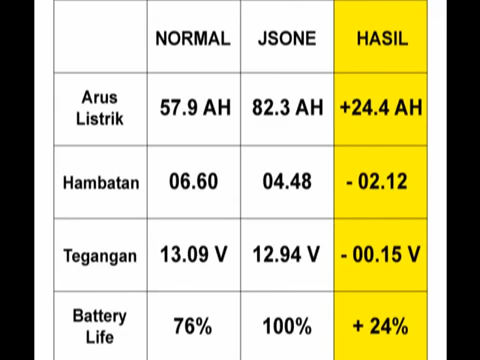 NORMAL JSONE HASIL
Arus
Listrik
57.9 AH 82.3 AH +24.4 AH
Hambatan 06.60 04.48 - 02.12
Tegangan 13.09 V 12.94 V - 00.15 V
Battery
Life
76% 100% + 24%